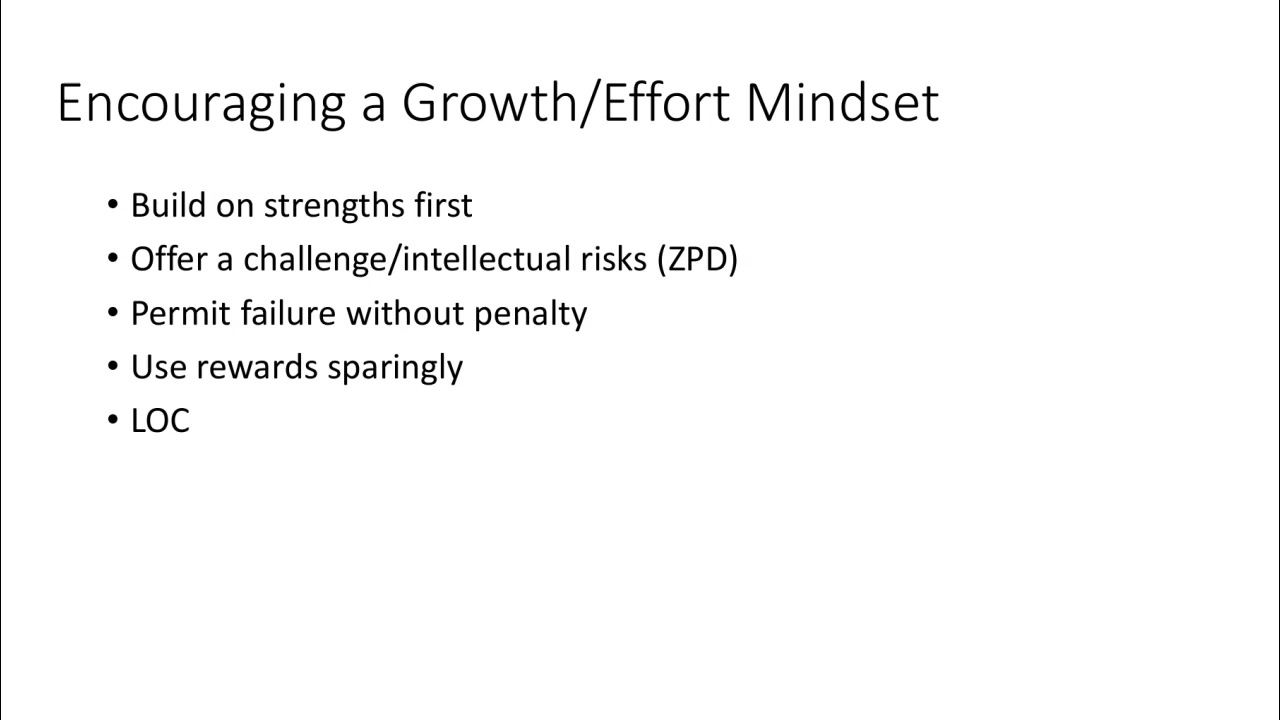 Encouraging a Growth/Effort Mindset
• Build on strengths first
• Offer a challenge/intellectual risks (ZPD)
• Permit failure without penalty
• Use rewards sparingly
• LOC